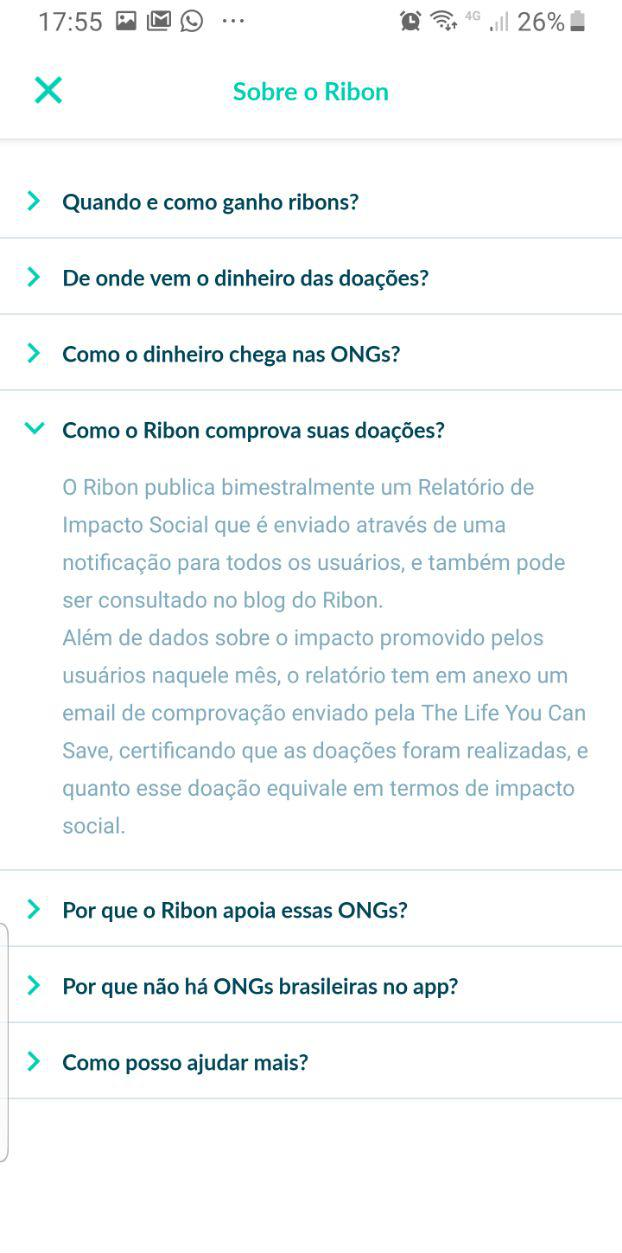 17:55 ... 4G 26%
Sobre o Ribon
Quando e como ganho ribons?
De onde vem o dinheiro das doações?
Como o dinheiro chega nas ONGs?
Como o Ribon comprova suas doações?
O Ribon publica bimestralmente um Relatório de
Impacto Social que é enviado através de uma
notificação para todos os usuários, e também pode
ser consultado no blog do Ribon.
Além de dados sobre o impacto promovido pelos
usuários naquele mês, o relatório tem em anexo um
email de comprovação enviado pela The Life You Can
Save, certificando que as doações foram realizadas, e
quanto esse doação equivale em termos de impacto
social.
Por que o Ribon apoia essas ONGs?
Por que não há ONGs brasileiras no app?
Como posso ajudar mais?